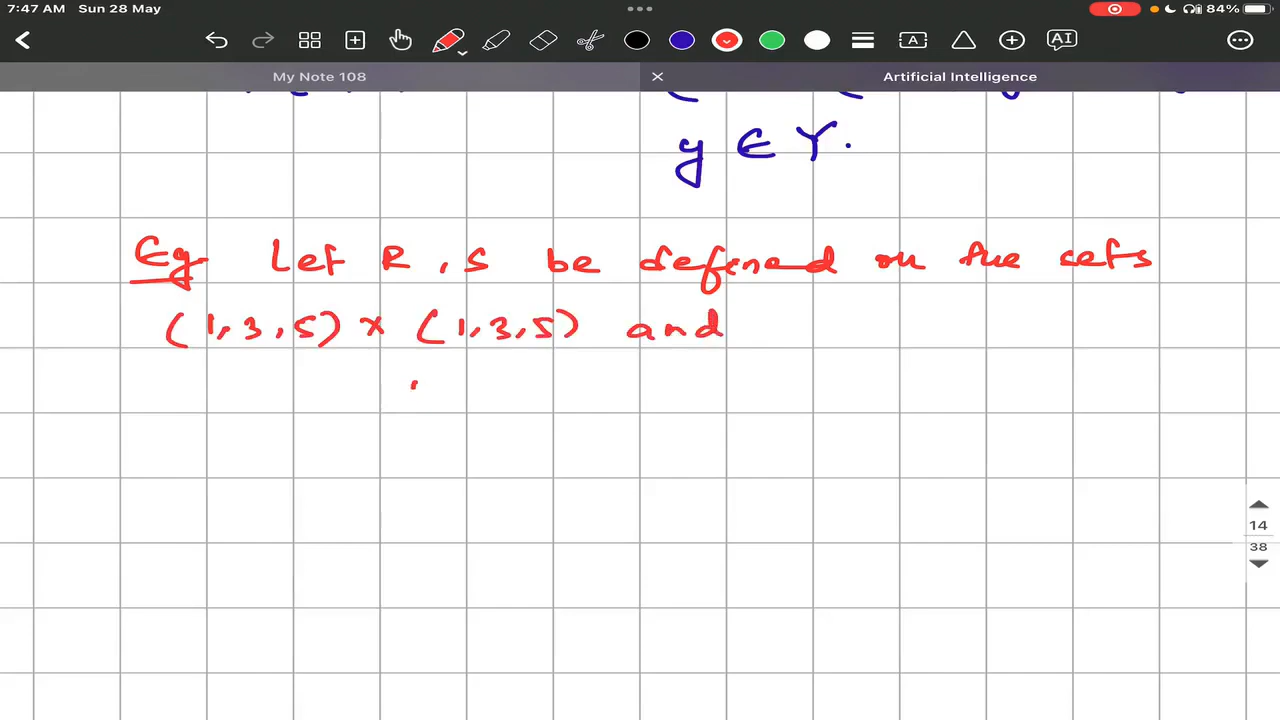 7:47 AM Sun 28 May
84%
A
AI
My Note 108
Artificial Intelligence
y ∈ Y.
Eg. Let R, S be defined on the sets
(1,3,5) × (1,3,5) and
14
38